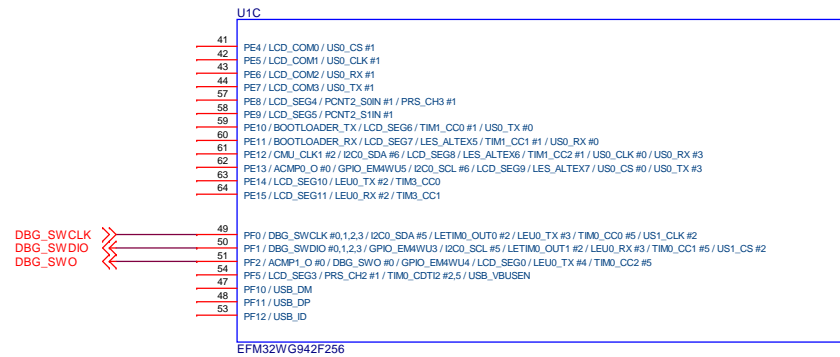 U1C
41 PE4 / LCD_COM0 / US0_CS #1
42 PE5 / LCD_COM1 / US0_CLK #1
43 PE6 / LCD_COM2 / US0_RX #1
44 PE7 / LCD_COM3 / US0_TX #1
57 PE8 / LCD_SEG4 / PCNT2_S0IN #1 / PRS_CH3 #1
58 PE9 / LCD_SEG5 / PCNT2_S1IN #1
59 PE10 / BOOTLOADER_TX / LCD_SEG6 / TIM1_CC0 #1 / US0_TX #0
60 PE11 / BOOTLOADER_RX / LCD_SEG7 / LES_ALTEX5 / TIM1_CC1 #1 / US0_RX #0
61 PE12 / CMU_CLK1 #2 / I2C0_SDA #6 / LCD_SEG8 / LES_ALTEX6 / TIM1_CC2 #1 / US0_CLK #0 / US0_RX #3
62 PE13 / ACMP0_O #0 / GPIO_EM4WU5 / I2C0_SCL #6 / LCD_SEG9 / LES_ALTEX7 / US0_CS #0 / US0_TX #3
63 PE14 / LCD_SEG10 / LEU0_TX #2 / TIM3_CC0
64 PE15 / LCD_SEG11 / LEU0_RX #2 / TIM3_CC1
DBG_SWCLK 49 PF0 / DBG_SWCLK #0,1,2,3 / I2C0_SDA #5 / LETIM0_OUT0 #2 / LEU0_TX #3 / TIM0_CC0 #5 / US1_CLK #2
DBG_SWDIO 50 PF1 / DBG_SWDIO #0,1,2,3 / GPIO_EM4WU3 / I2C0_SCL #5 / LETIM0_OUT1 #2 / LEU0_RX #3 / TIM0_CC1 #5 / US1_CS #2
DBG_SWO 51 PF2 / ACMP1_O #0 / DBG_SWO #0 / GPIO_EM4WU4 / LCD_SEG0 / LEU0_TX #4 / TIM0_CC2 #5
54 PF5 / LCD_SEG3 / PRS_CH2 #1 / TIM0_CDTI2 #2,5 / USB_VBUSEN
47 PF10 / USB_DM
48 PF11 / USB_DP
53 PF12 / USB_ID
EFM32WG942F256